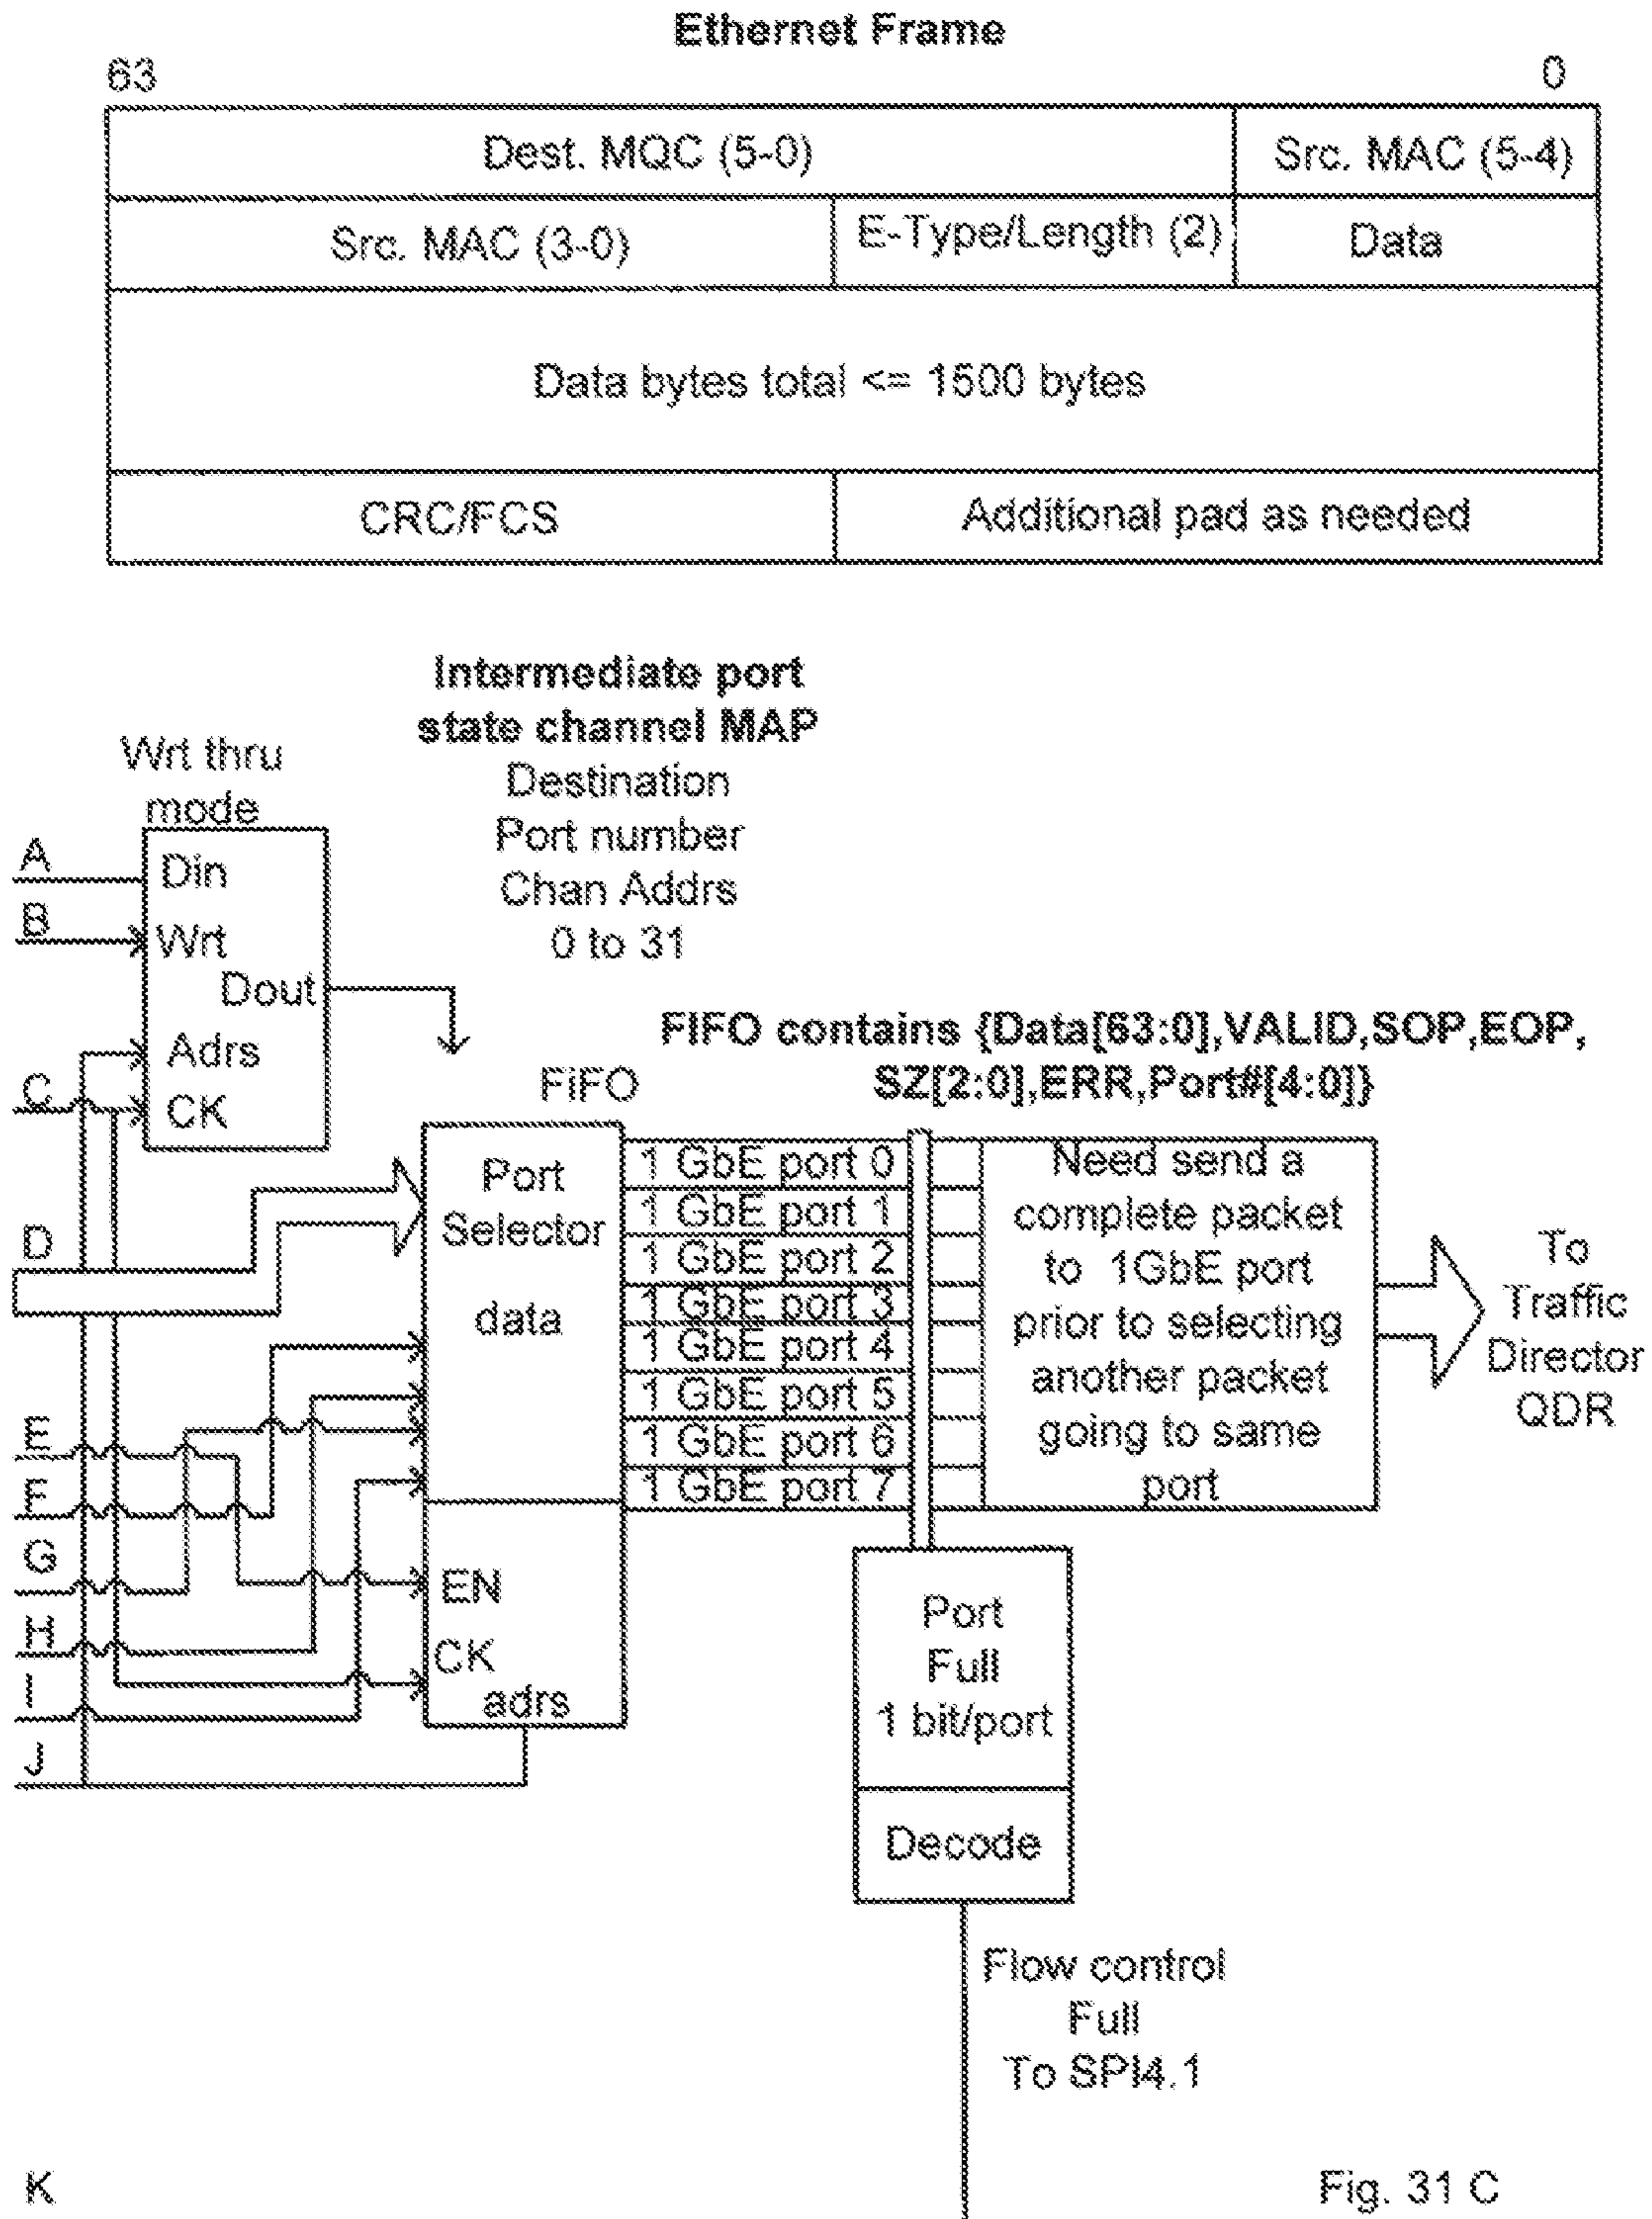 Ethernet Frame
63 0
Dest. MQC (5-0) Src. MAC (5-4)
Src. MAC (3-0) E-Type/Length (2) Data
Data bytes total <= 1500 bytes
CRC/FCS Additional pad as needed
Intermediate port
state channel MAP
Destination
Port number
Chan Addrs
0 to 31
Wrt thru
mode
A
Din
B
Wrt
Dout
Adrs
C
CK
FIFO contains {Data[63:0],VALID,SOP,EOP,
SZ[2:0],ERR,Port#[4:0]}
FiFO
Port
Selector
data
1 GbE port 0
1 GbE port 1
1 GbE port 2
1 GbE port 3
1 GbE port 4
1 GbE port 5
1 GbE port 6
1 GbE port 7
Need send a
complete packet
to 1GbE port
prior to selecting
another packet
going to same
port
To
Traffic
Director
QDR
D
E
F
G
H
I
J
EN
CK
adrs
Port
Full
1 bit/port
Decode
Flow control
Full
To SPI4.1
K
Fig. 31 C